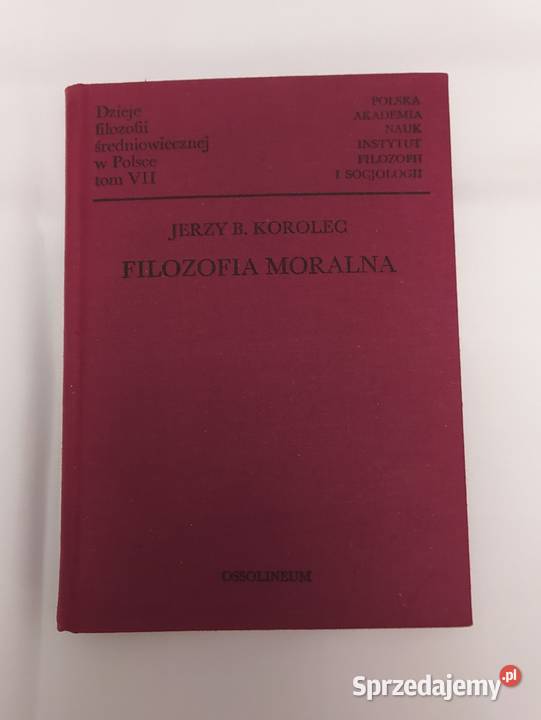 Dzieje
filozofii
średniowiecznej
w Polsce
tom VII
POLSKA
AKADEMIA
NAUK
INSTYTUT
FILOZOFII
I SOCJOLOGII
JERZY B. KOROLEC
FILOZOFIA MORALNA
OSSOLINEUM
Sprzedajemy.pl